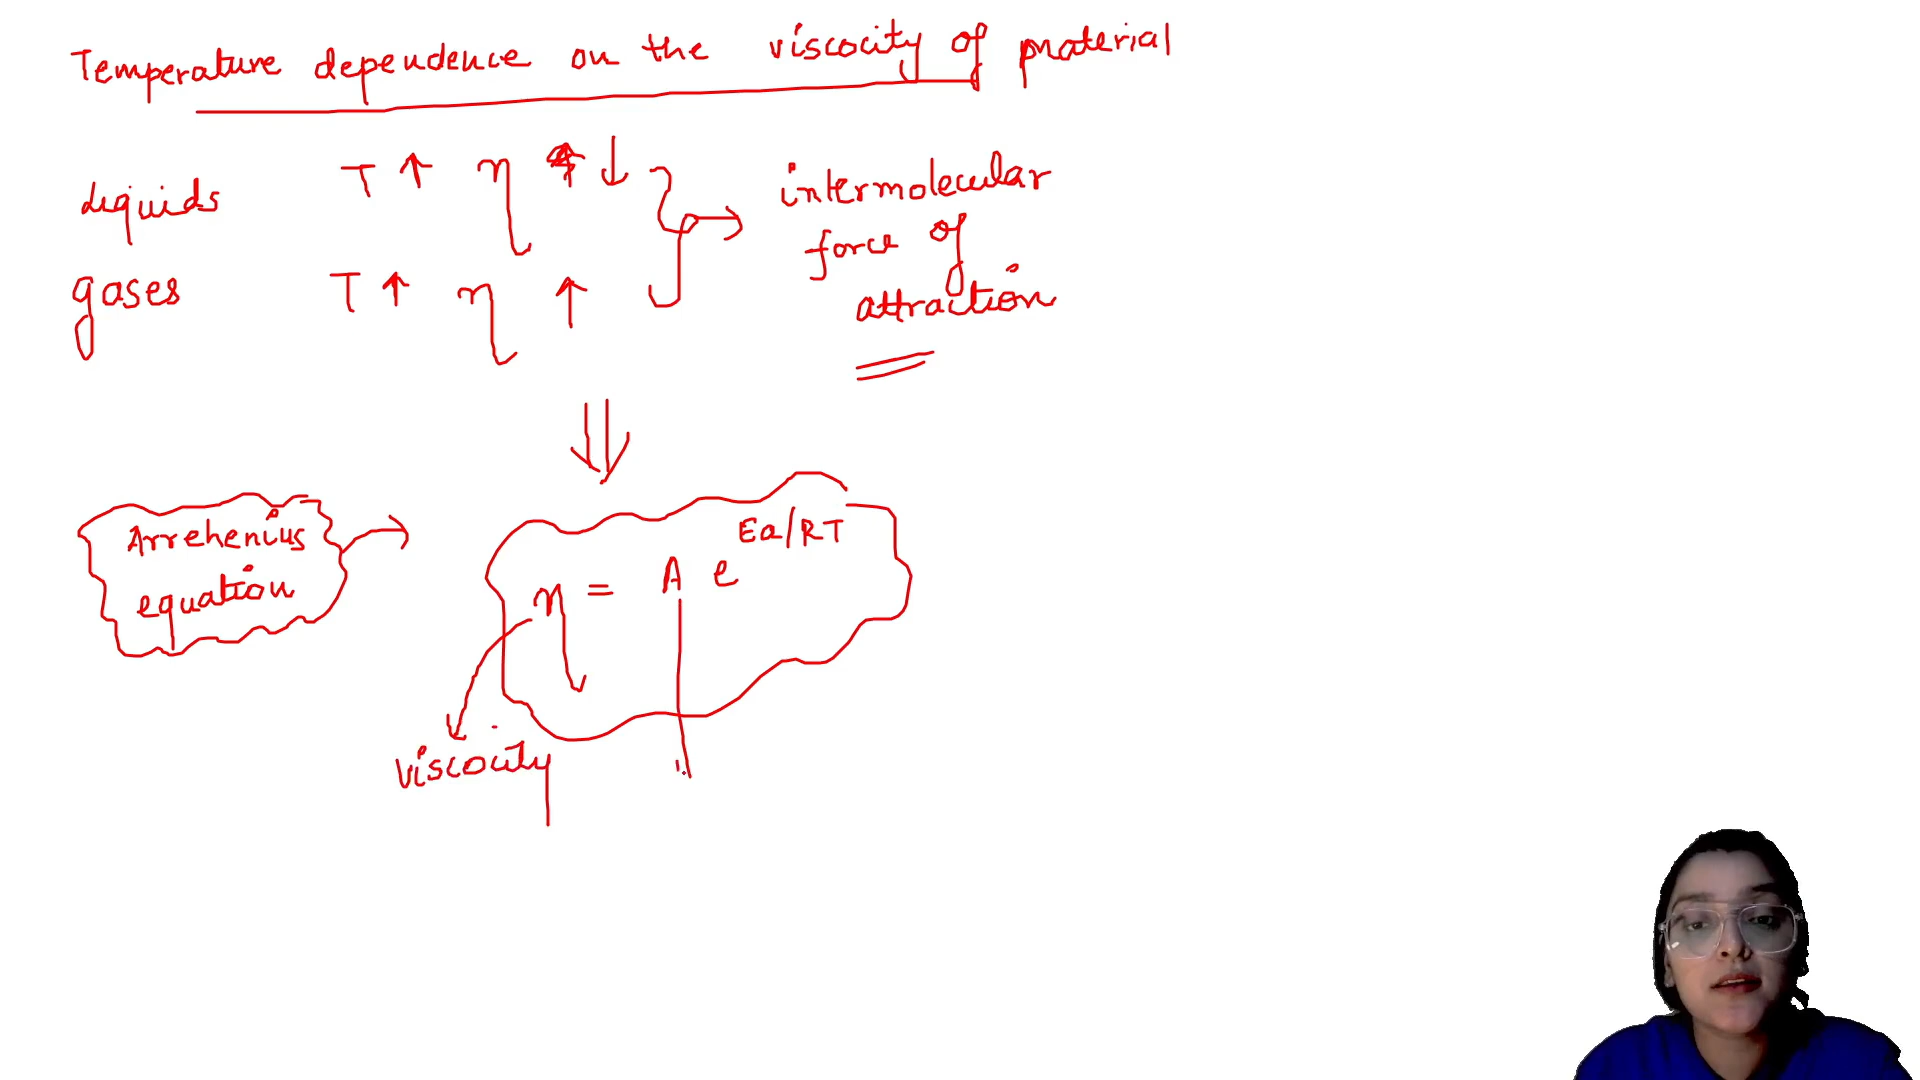 Temperature dependence on the viscocity of material
Liquids T ↑ η ↓
intermolecular
force of
attraction
gases T ↑ η ↑
Arrehenius
equation
η = A e^Ea/RT
viscocity